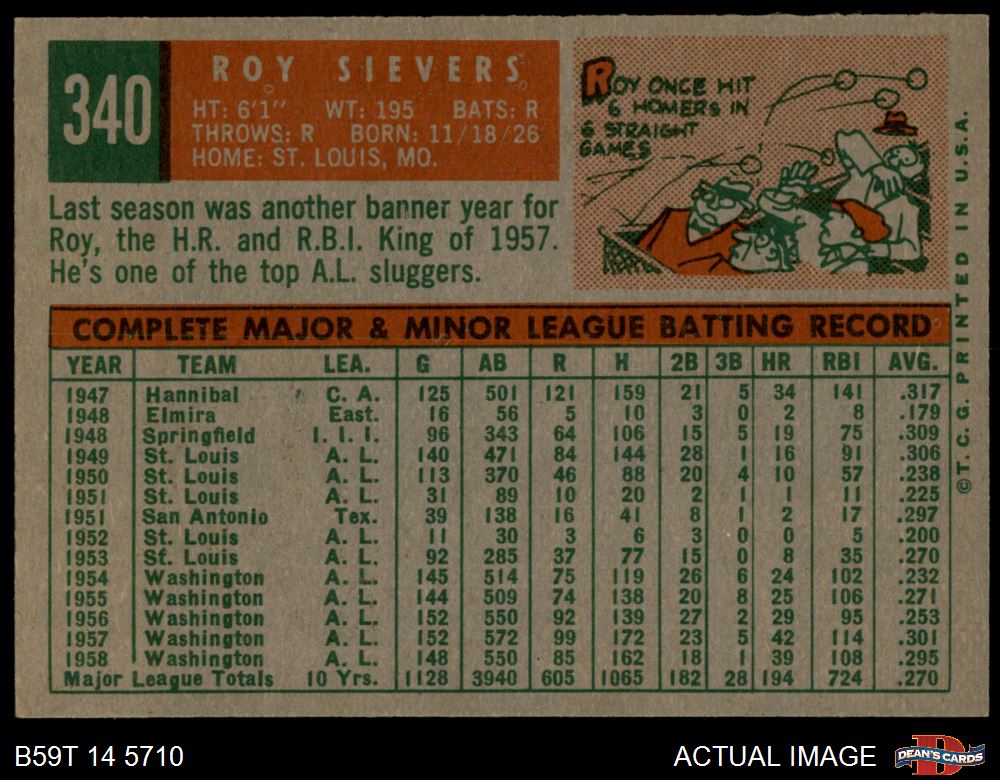 340
ROY SIEVERS
HT: 6'1" WT: 195 BATS: R
THROWS: R BORN: 11/18/26
HOME: ST. LOUIS, MO.
Last season was another banner year for
Roy, the H.R. and R.B.I. King of 1957.
He's one of the top A.L. sluggers.
ROY ONCE HIT
6 HOMERS IN
6 STRAIGHT
GAMES
COMPLETE MAJOR & MINOR LEAGUE BATTING RECORD
YEAR TEAM LEA. G AB R H 2B 3B HR RBI AVG.
1947 Hannibal C. A. 125 501 121 159 21 5 34 141 .317
1948 Elmira East. 16 56 5 10 3 0 2 8 .179
1948 Springfield I. I. I. 96 343 64 106 15 5 19 75 .309
1949 St. Louis A. L. 140 471 84 144 28 1 16 91 .306
1950 St. Louis A. L. 113 370 46 88 20 4 10 57 .238
1951 St. Louis A. L. 31 89 10 20 2 1 1 11 .225
1951 San Antonio Tex. 39 138 16 41 8 1 2 17 .297
1952 St. Louis A. L. 11 30 3 6 3 0 0 5 .200
1953 St. Louis A. L. 92 285 37 77 15 0 8 35 .270
1954 Washington A. L. 145 514 75 119 26 6 24 102 .232
1955 Washington A. L. 144 509 74 138 20 8 25 106 .271
1956 Washington A. L. 152 550 92 139 27 2 29 95 .253
1957 Washington A. L. 152 572 99 172 23 5 42 114 .301
1958 Washington A. L. 148 550 85 162 18 1 39 108 .295
Major League Totals 10 Yrs. 1128 3940 605 1065 182 28 194 724 .270
©T. C. G. PRINTED IN U.S.A.
B59T 14 5710
ACTUAL IMAGE
D
DEAN'S CARDS